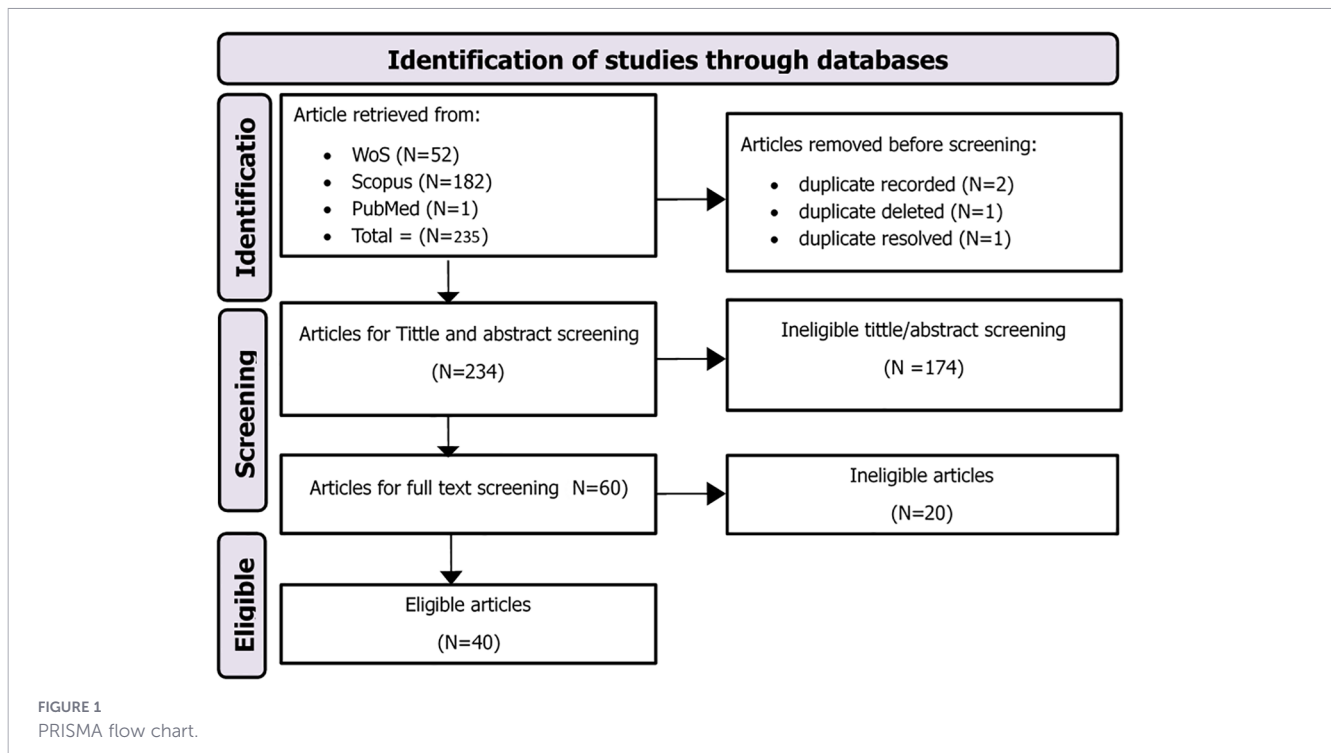 Identification of studies through databases
Identificatio
Article retrieved from:
• WoS (N=52)
• Scopus (N=182)
• PubMed (N=1)
• Total = (N=235)
Articles removed before screening:
• duplicate recorded (N=2)
• duplicate deleted (N=1)
• duplicate resolved (N=1)
Screening
Articles for Tittle and abstract screening
(N=234)
Ineligible tittle/abstract screening
(N =174)
Articles for full text screening N=60)
Ineligible articles
(N=20)
Eligible
Eligible articles
(N=40)
FIGURE 1
PRISMA flow chart.